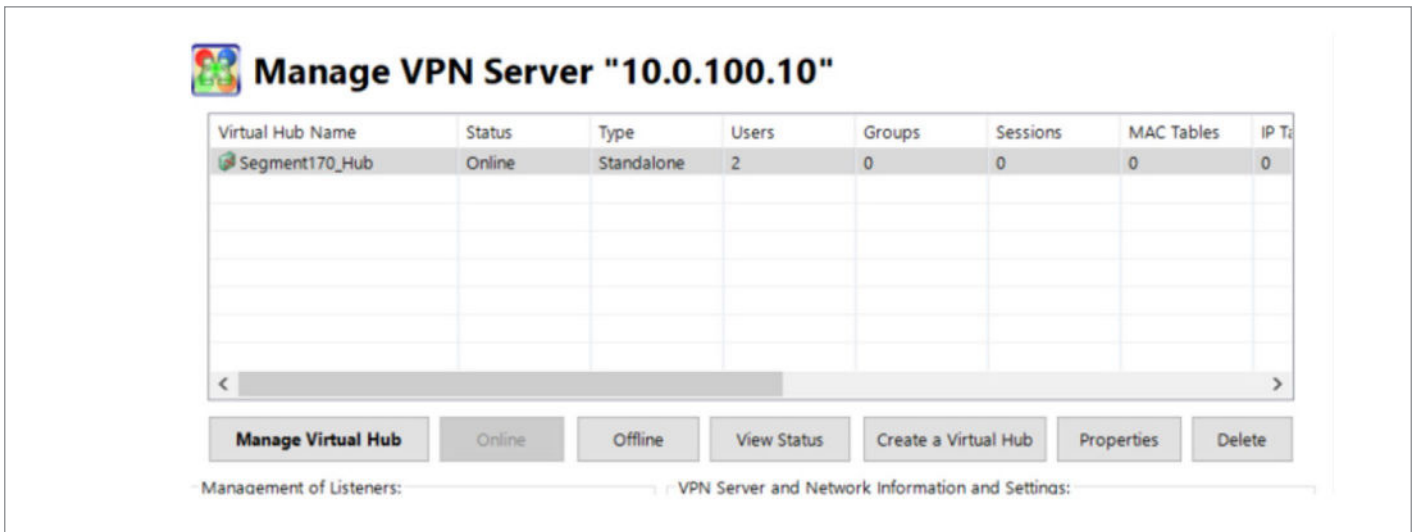 Manage VPN Server "10.0.100.10"
Virtual Hub Name Status Type Users Groups Sessions MAC Tables IP Ta
Segment170_Hub Online Standalone 2 0 0 0 0
Manage Virtual Hub Online Offline View Status Create a Virtual Hub Properties Delete
Management of Listeners: VPN Server and Network Information and Settings: